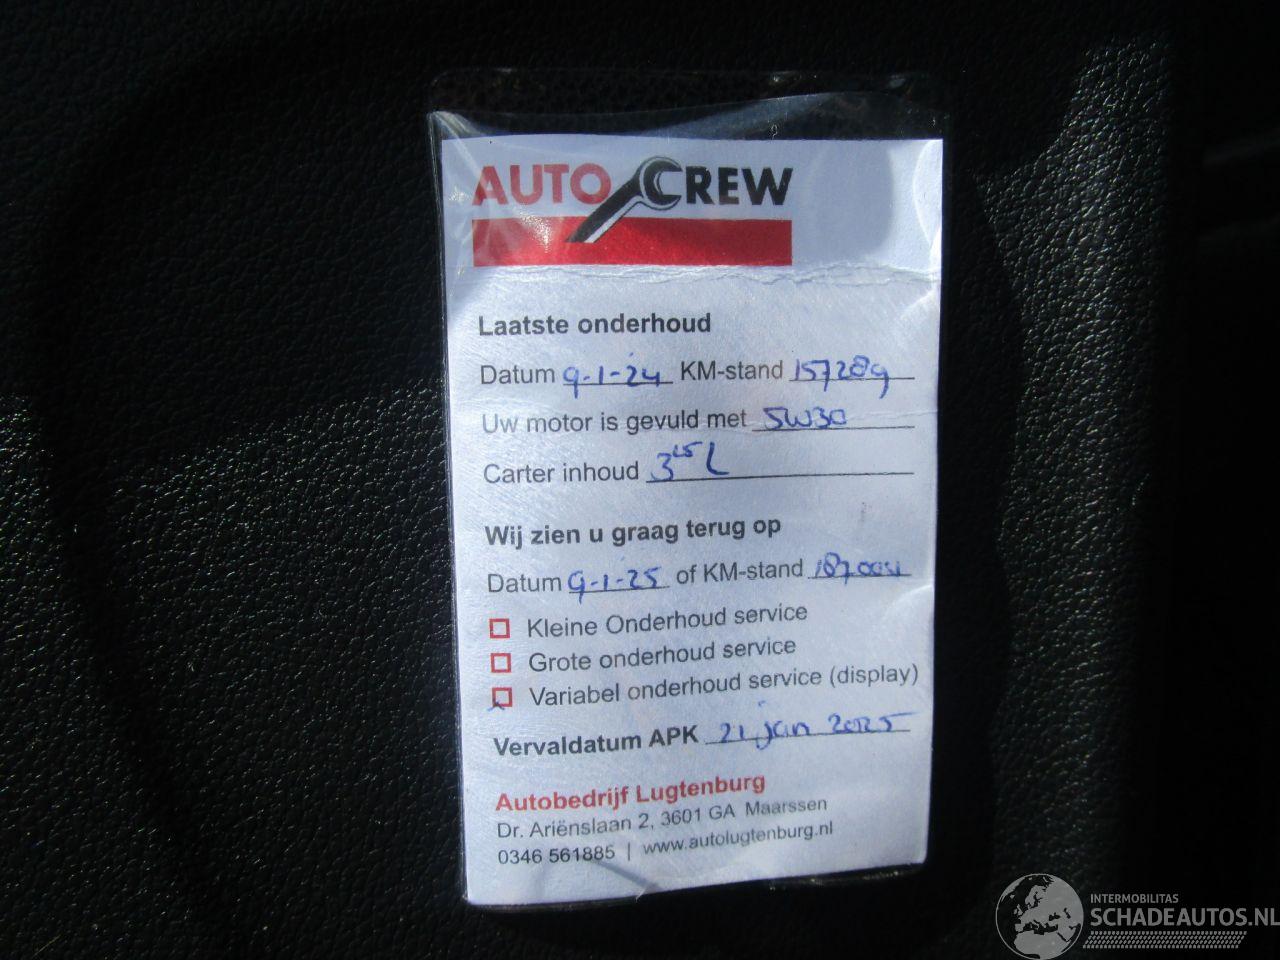 AUTO CREW
Laatste onderhoud
Datum 9-1-24 KM-stand 157289
Uw motor is gevuld met 5W30
Carter inhoud 3,25 L
Wij zien u graag terug op
Datum 9-1-25 of KM-stand 187000
Kleine Onderhoud service
Grote onderhoud service
Variabel onderhoud service (display)
Vervaldatum APK 21 jan 2025
Autobedrijf Lugtenburg
Dr. Ariënslaan 2, 3601 GA Maarssen
0346 561885 | www.autolugtenburg.nl
INTERMOBILITAS
SCHADEAUTOS.NL